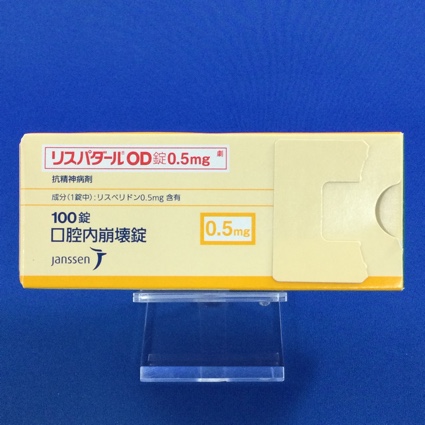 リスパダール®OD錠0.5mg 劇
抗精神病剤
成分(1錠中):リスペリドン0.5mg 含有
100錠
口腔内崩壊錠
0.5mg
janssen